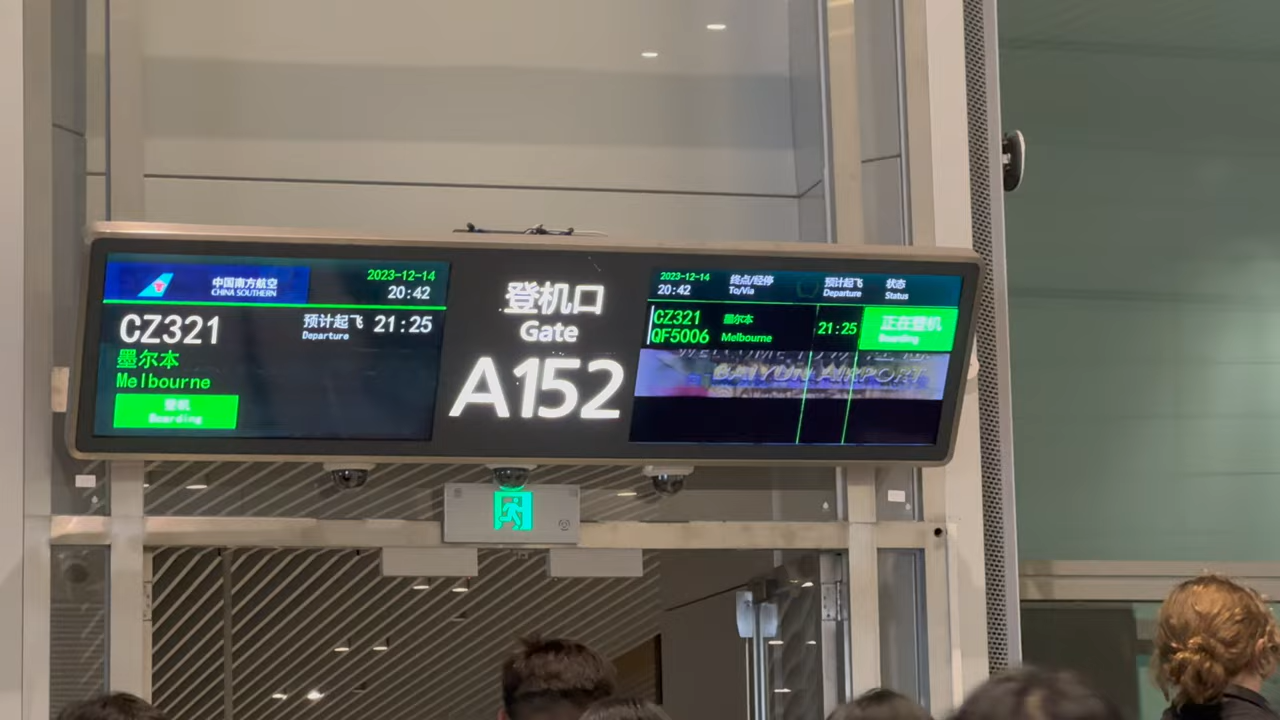 中国南方航空
CHINA SOUTHERN
2023-12-14
20:42
CZ321
预计起飞 21:25
Departure
墨尔本
Melbourne
登机
Boarding
登机口
Gate
A152
2023-12-14
20:42
终点/经停
To/Via
预计起飞
Departure
状态
Status
CZ321
QF5006
墨尔本
Melbourne
21:25
正在登机
Boarding
BAIYUN AIRPORT